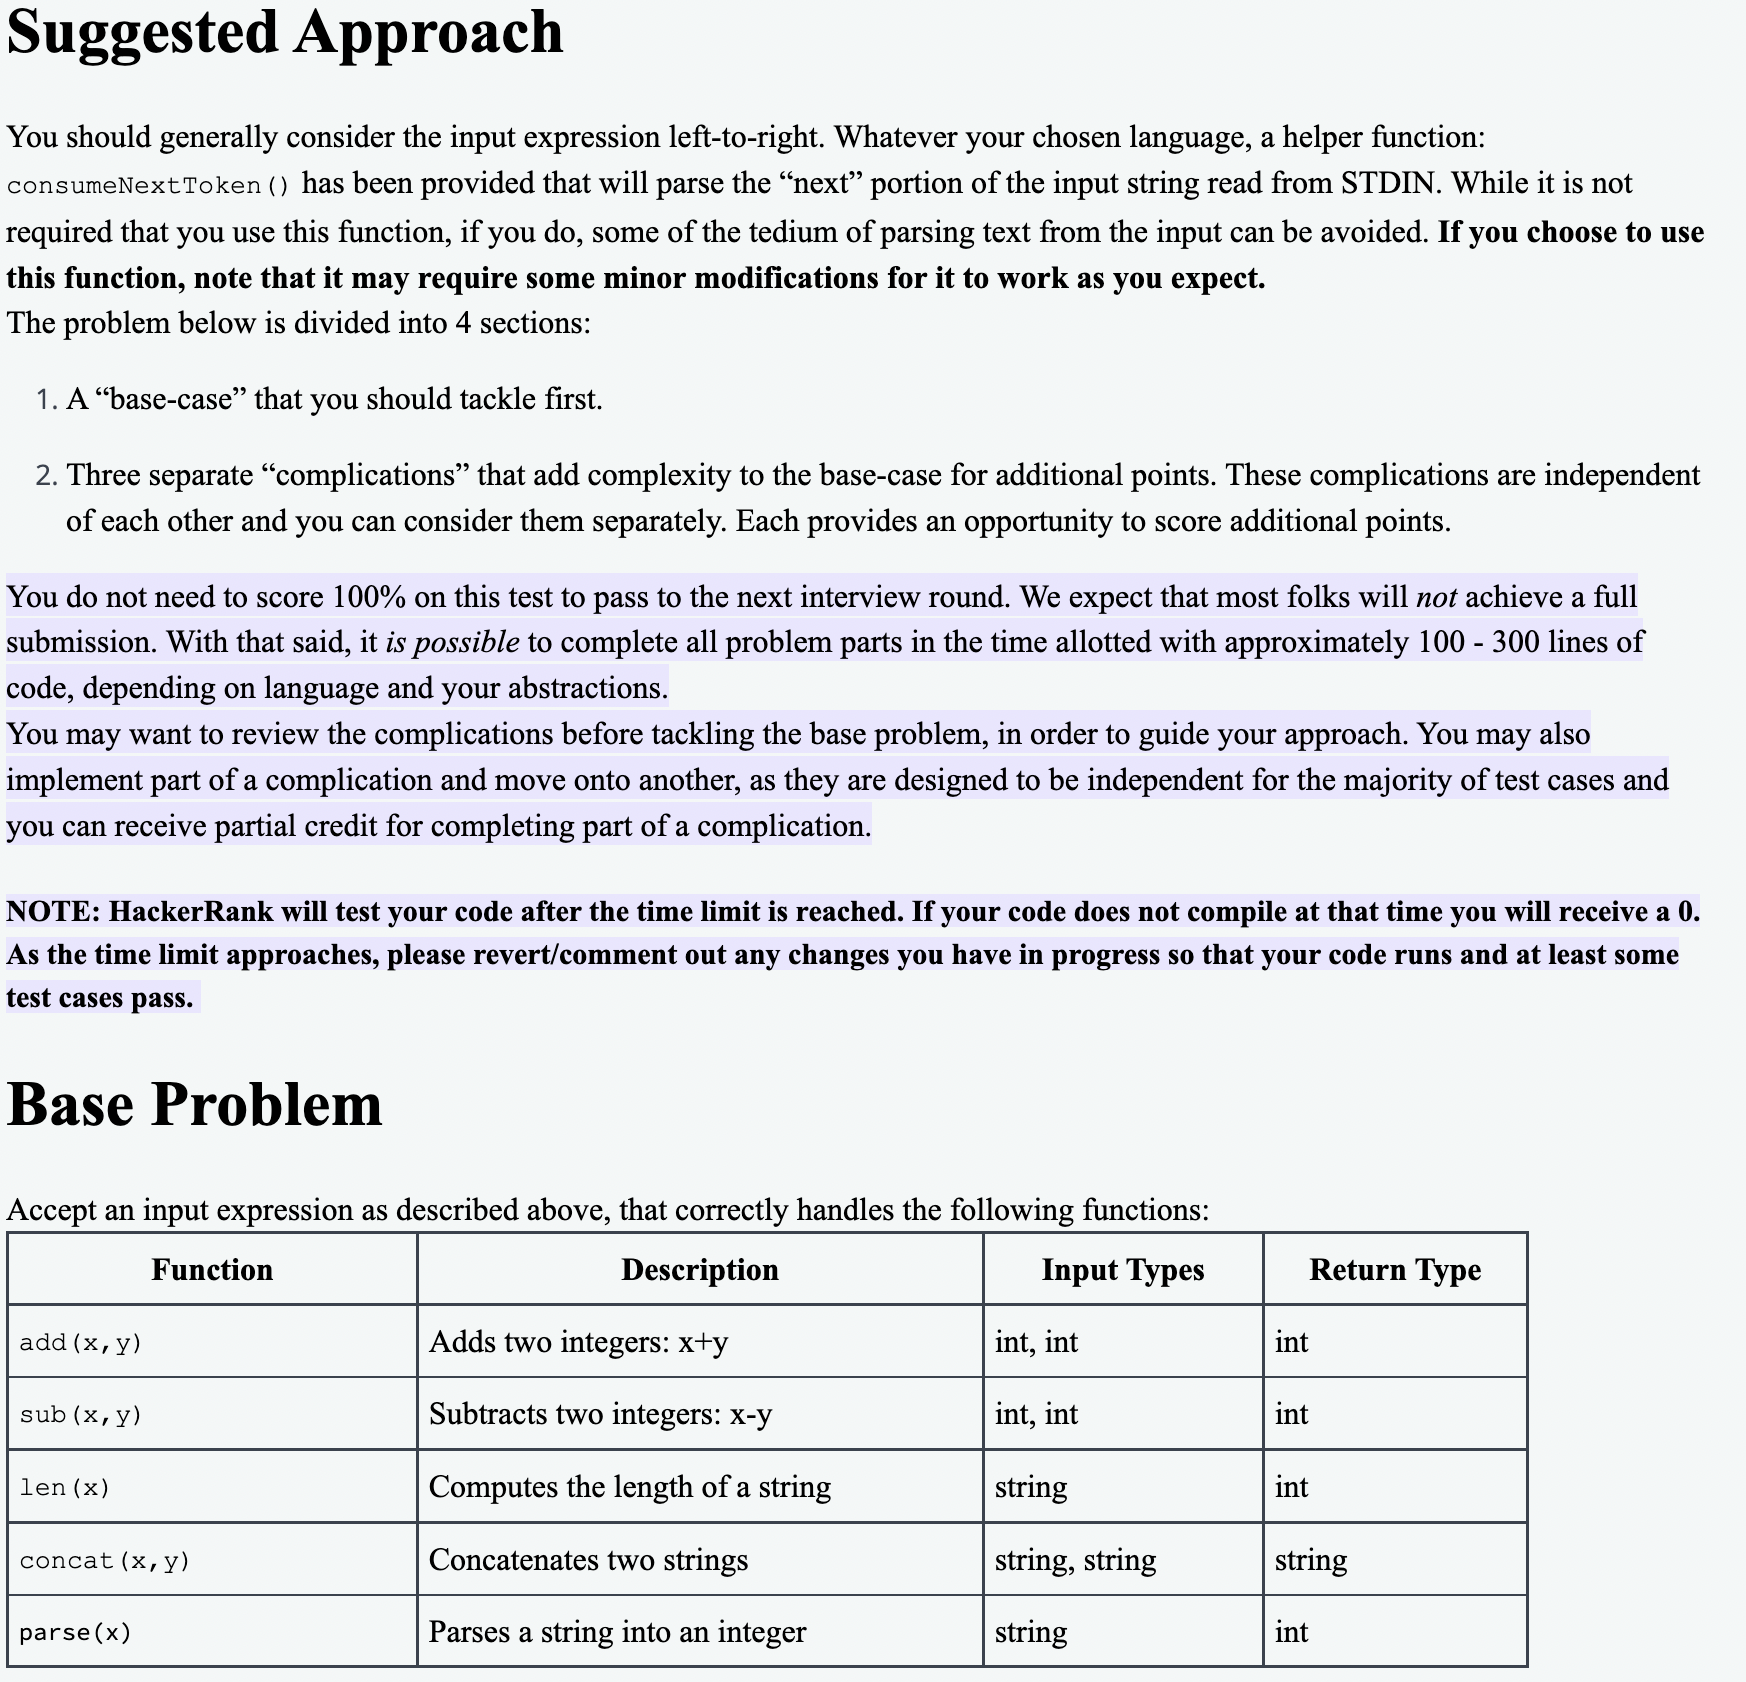 Suggested Approach
You should generally consider the input expression left-to-right. Whatever your chosen language, a helper function:
consumeNextToken() has been provided that will parse the “next” portion of the input string read from STDIN. While it is not
required that you use this function, if you do, some of the tedium of parsing text from the input can be avoided. If you choose to use
this function, note that it may require some minor modifications for it to work as you expect.
The problem below is divided into 4 sections:
1. A “base-case” that you should tackle first.
2. Three separate “complications” that add complexity to the base-case for additional points. These complications are independent
of each other and you can consider them separately. Each provides an opportunity to score additional points.
You do not need to score 100% on this test to pass to the next interview round. We expect that most folks will not achieve a full
submission. With that said, it is possible to complete all problem parts in the time allotted with approximately 100 - 300 lines of
code, depending on language and your abstractions.
You may want to review the complications before tackling the base problem, in order to guide your approach. You may also
implement part of a complication and move onto another, as they are designed to be independent for the majority of test cases and
you can receive partial credit for completing part of a complication.
NOTE: HackerRank will test your code after the time limit is reached. If your code does not compile at that time you will receive a 0.
As the time limit approaches, please revert/comment out any changes you have in progress so that your code runs and at least some
test cases pass.
Base Problem
Accept an input expression as described above, that correctly handles the following functions:
Function Description Input Types Return Type
add(x,y) Adds two integers: x+y int, int int
sub(x,y) Subtracts two integers: x-y int, int int
len(x) Computes the length of a string string int
concat(x,y) Concatenates two strings string, string string
parse(x) Parses a string into an integer string int